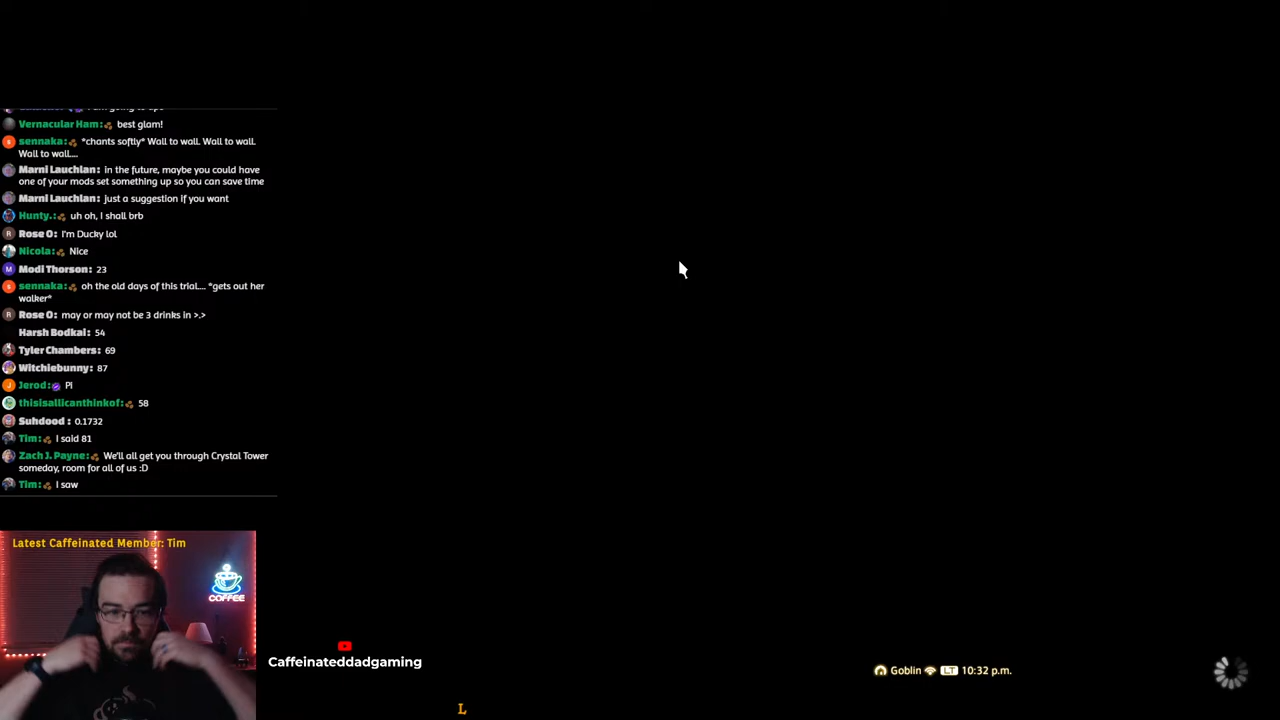 Vernacular Ham: best glam!
sennaka: *chants softly* Wall to wall. Wall to wall.
Wall to wall....
Marni Lauchlan: in the future, maybe you could have
one of your mods set something up so you can save time
Marni Lauchlan: just a suggestion if you want
Hunty.: uh oh, I shall brb
Rose O: I'm Ducky lol
Nicola: Nice
Modi Thorson: 23
sennaka: oh the old days of this trial.... *gets out her
walker*
Rose O: may or may not be 3 drinks in >.>
Harsh Bodkai: 54
Tyler Chambers: 69
Witchiebunny: 87
Jerod: Pi
thisisallicanthinkof: 58
Suhdood : 0.1732
Tim: I said 81
Zach J. Payne: We'll all get you through Crystal Tower
someday, room for all of us :D
Tim: I saw
Latest Caffeinated Member: Tim
COFFEE
Caffeinateddadgaming
Goblin LT 10:32 p.m.
L